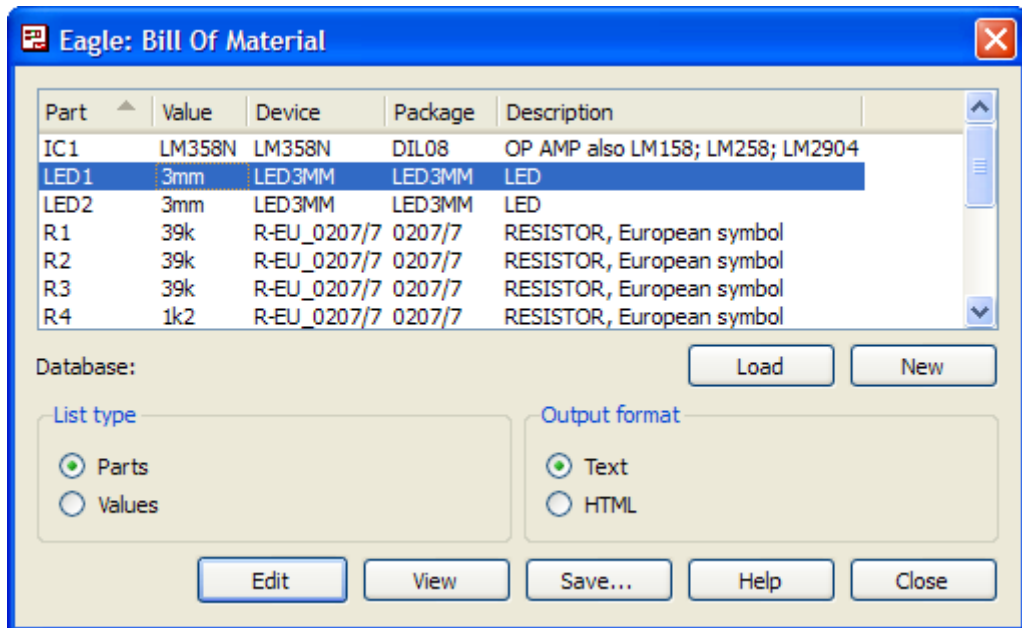 Eagle: Bill Of Material
Part Value Device Package Description
IC1 LM358N LM358N DIL08 OP AMP also LM158; LM258; LM2904
LED1 3mm LED3MM LED3MM LED
LED2 3mm LED3MM LED3MM LED
R1 39k R-EU_0207/7 0207/7 RESISTOR, European symbol
R2 39k R-EU_0207/7 0207/7 RESISTOR, European symbol
R3 39k R-EU_0207/7 0207/7 RESISTOR, European symbol
R4 1k2 R-EU_0207/7 0207/7 RESISTOR, European symbol
Database: Load New
List type Output format
Parts Text
Values HTML
Edit View Save... Help Close